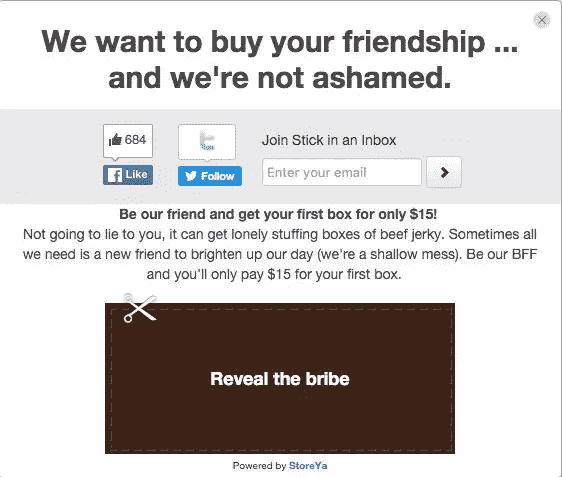 We want to buy your friendship ...
and we're not ashamed.
684
Like
Follow
Join Stick in an Inbox
Enter your email
Be our friend and get your first box for only $15!
Not going to lie to you, it can get lonely stuffing boxes of beef jerky. Sometimes all
we need is a new friend to brighten up our day (we're a shallow mess). Be our BFF
and you'll only pay $15 for your first box.
Reveal the bribe
Powered by StoreYa